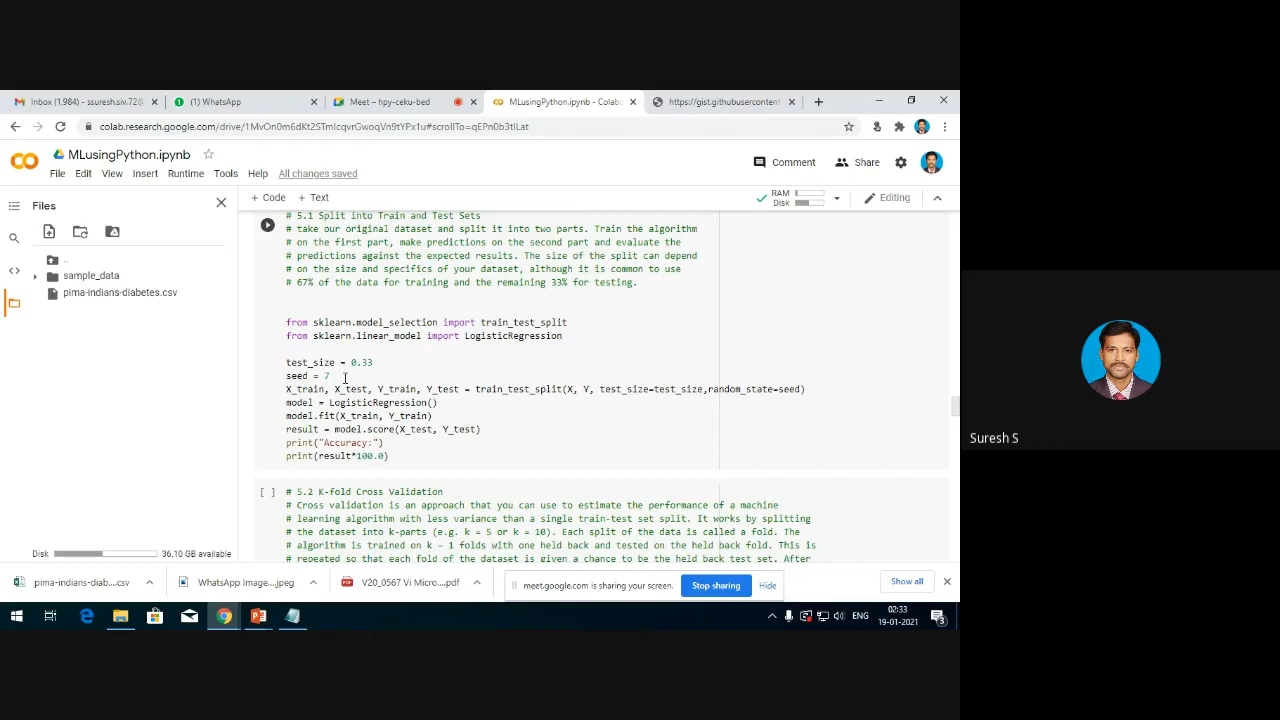 Inbox (1,984) - ssuresh.siv.72@
(1) WhatsApp
Meet – hpy-ceku-bed
MLusingPython.ipynb - Colabo
https://gist.githubusercontent
colab.research.google.com/drive/1MvOn0m6dKt2STmIcqvrGwoqVn9tYPx1u#scrollTo=qEPn0b3tlLat
MLusingPython.ipynb
Comment
Share
File Edit View Insert Runtime Tools Help All changes saved
Files
+ Code + Text
RAM
Disk
Editing
..
sample_data
pima-indians-diabetes.csv
# 5.1 Split into Train and Test Sets
# take our original dataset and split it into two parts. Train the algorithm
# on the first part, make predictions on the second part and evaluate the
# predictions against the expected results. The size of the split can depend
# on the size and specifics of your dataset, although it is common to use
# 67% of the data for training and the remaining 33% for testing.
from sklearn.model_selection import train_test_split
from sklearn.linear_model import LogisticRegression
test_size = 0.33
seed = 7
X_train, X_test, Y_train, Y_test = train_test_split(X, Y, test_size=test_size,random_state=seed)
model = LogisticRegression()
model.fit(X_train, Y_train)
result = model.score(X_test, Y_test)
print("Accuracy:")
print(result*100.0)
[ ] # 5.2 K-fold Cross Validation
# Cross validation is an approach that you can use to estimate the performance of a machine
# learning algorithm with less variance than a single train-test set split. It works by splitting
# the dataset into k-parts (e.g. k = 5 or k = 10). Each split of the data is called a fold. The
# algorithm is trained on k − 1 folds with one held back and tested on the held back fold. This is
# repeated so that each fold of the dataset is given a chance to be the held back test set. After
Disk
36.10 GB available
pima-indians-diab....csv
WhatsApp Image....jpeg
V20_0567 Vi Micro....pdf
meet.google.com is sharing your screen.
Stop sharing
Hide
Show all
ENG
02:33
19-01-2021
3
Suresh S